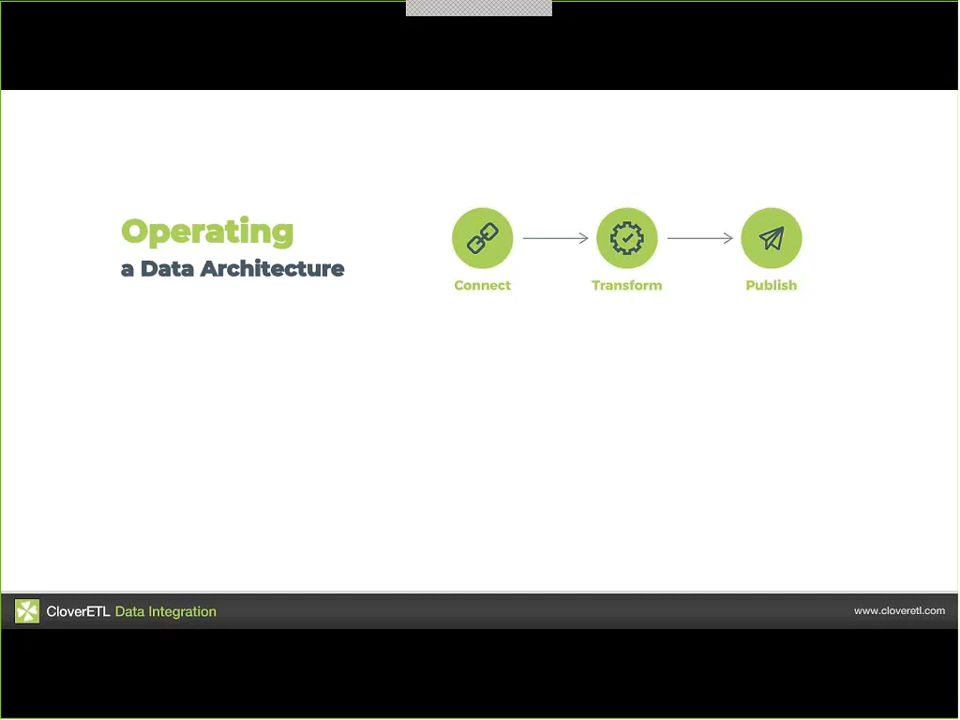 Operating
a Data Architecture
Connect
Transform
Publish
CloverETL Data Integration
www.cloveretl.com